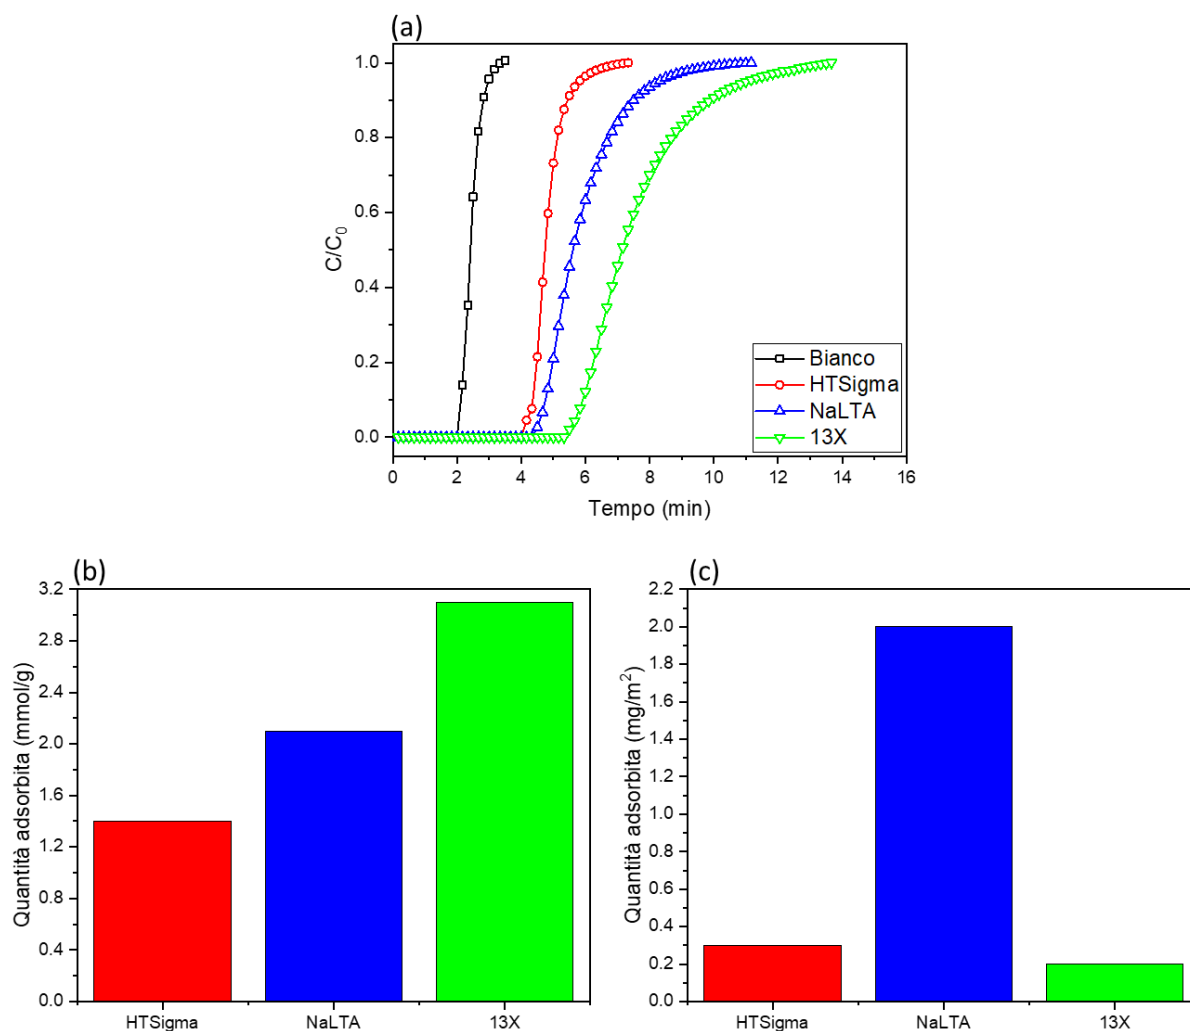 (a)
1.0
0.8
0.6
0.4
0.2
0.0
C/C0
0 2 4 6 8 10 12 14 16
Tempo (min)
Bianco
HTSigma
NaLTA
13X
(b)
3.2
2.8
2.4
2.0
1.6
1.2
0.8
0.4
0.0
Quantità adsorbita (mmol/g)
HTSigma NaLTA 13X
(c)
2.2
2.0
1.8
1.6
1.4
1.2
1.0
0.8
0.6
0.4
0.2
0.0
Quantità adsorbita (mg/m²)
HTSigma NaLTA 13X